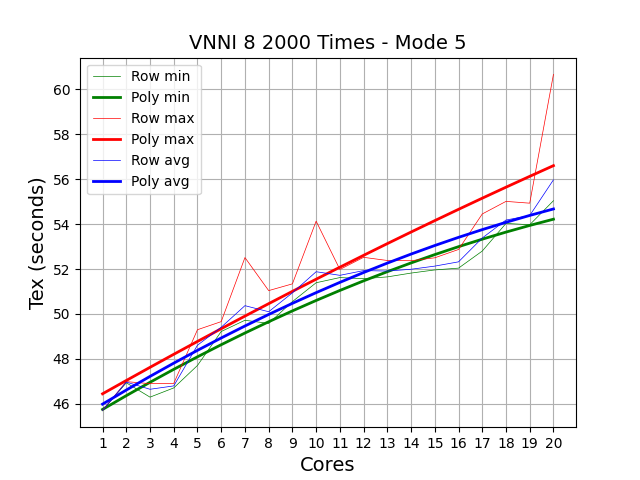 VNNI 8 2000 Times - Mode 5
Row min
Poly min
Row max
Poly max
Row avg
Poly avg
Tex (seconds)
60
58
56
54
52
50
48
46
1 2 3 4 5 6 7 8 9 10 11 12 13 14 15 16 17 18 19 20
Cores